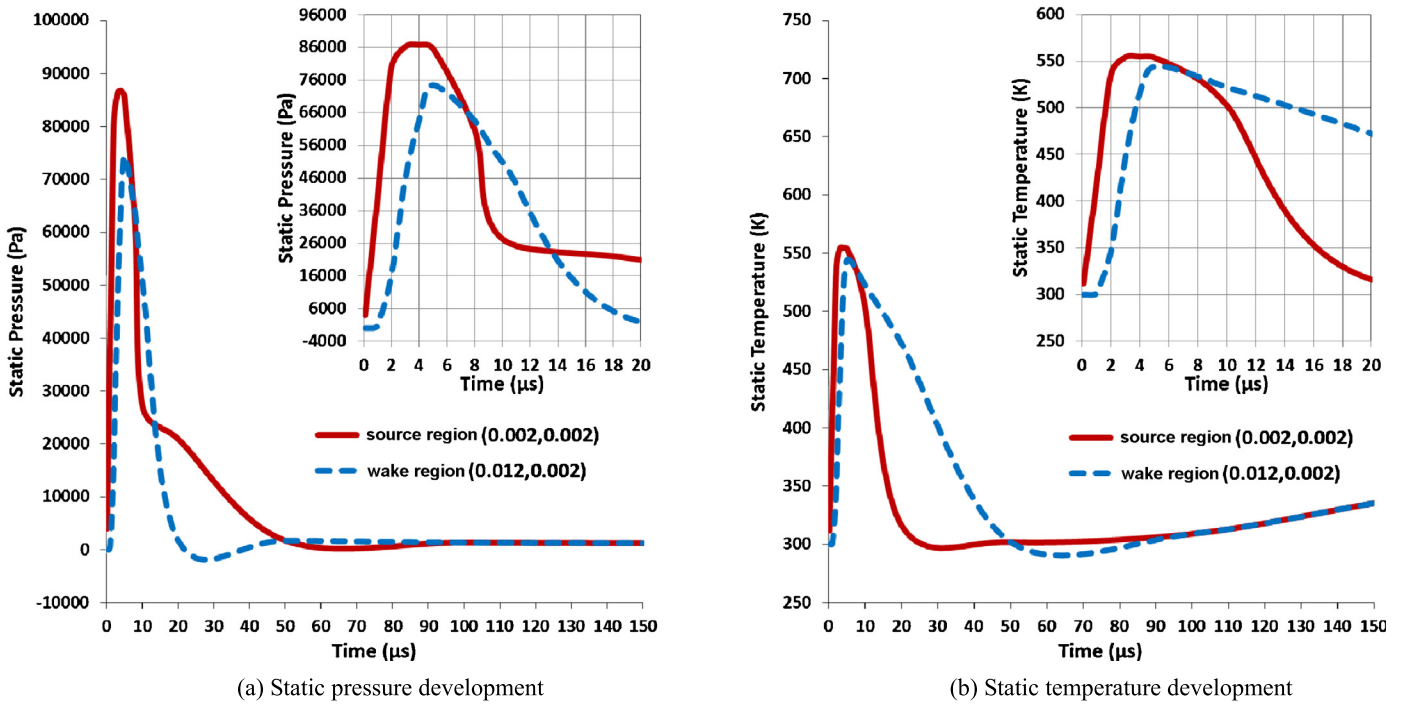 100000
90000
80000
70000
60000
50000
40000
30000
20000
10000
0
-10000
Static Pressure (Pa)
0 10 20 30 40 50 60 70 80 90 100 110 120 130 140 150
Time (µs)
96000
86000
76000
66000
56000
46000
36000
26000
16000
6000
-4000
Static Pressure (Pa)
0 2 4 6 8 10 12 14 16 18 20
Time (µs)
source region (0.002,0.002)
wake region (0.012,0.002)
(a) Static pressure development
750
700
650
600
550
500
450
400
350
300
250
Static Temperature (K)
0 10 20 30 40 50 60 70 80 90 100 110 120 130 140 150
Time (µs)
600
550
500
450
400
350
300
250
Static Temperature (K)
0 2 4 6 8 10 12 14 16 18 20
Time (µs)
source region (0.002,0.002)
wake region (0.012,0.002)
(b) Static temperature development